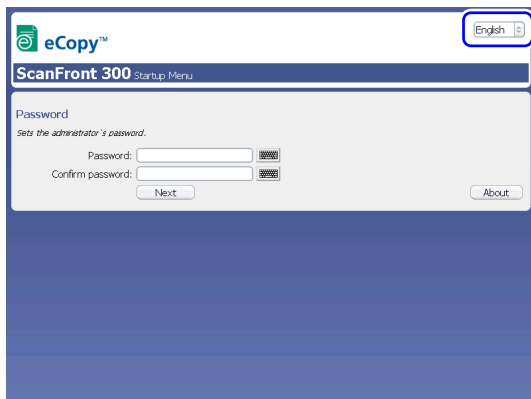 English
eCopy™
ScanFront 300 Startup Menu
Password
Sets the administrator's password.
Password:
Confirm password:
Next
About